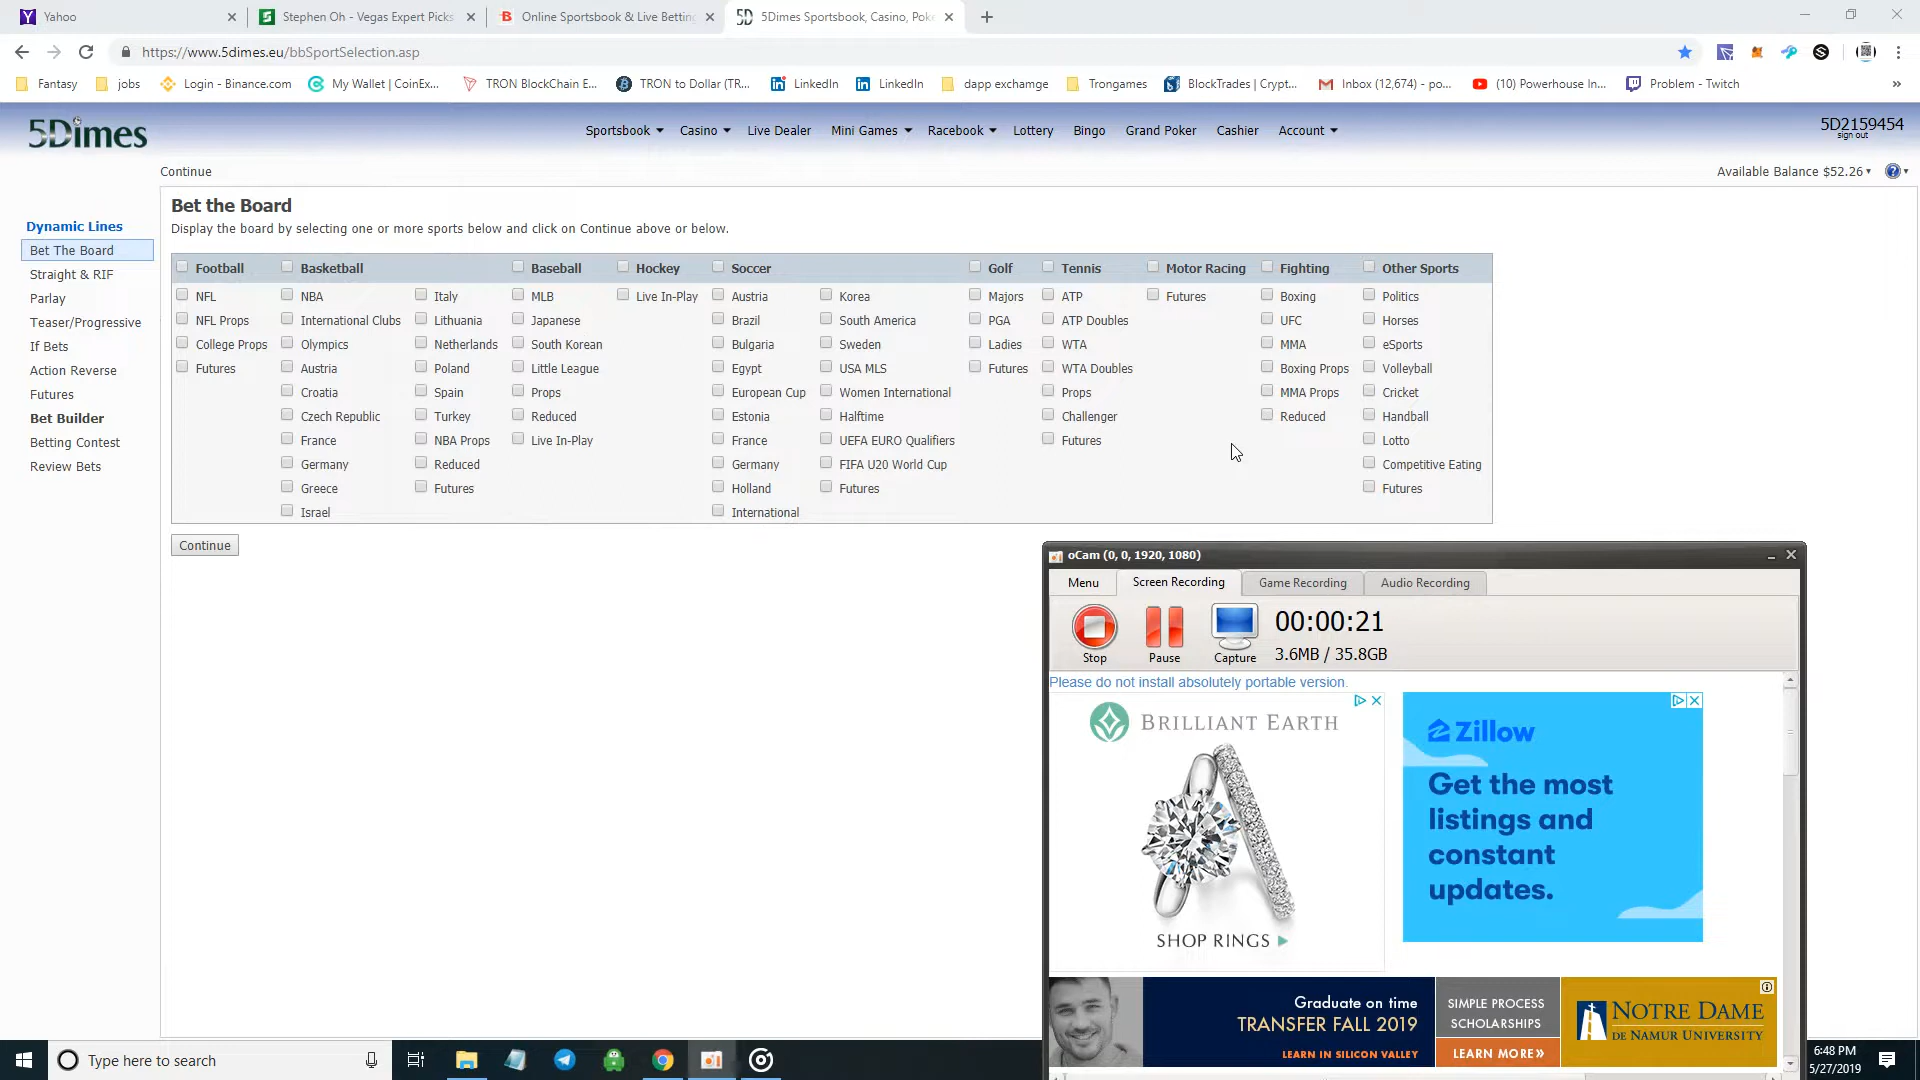 Yahoo
Stephen Oh - Vegas Expert Picks
Online Sportsbook & Live Betting
5Dimes Sportsbook, Casino, Poke
https://www.5dimes.eu/bbSportSelection.asp
Fantasy jobs Login - Binance.com My Wallet | CoinEx... TRON BlockChain E... TRON to Dollar (TR... LinkedIn LinkedIn dapp exchamge Trongames BlockTrades | Crypt... Inbox (12,674) - po... (10) Powerhouse In... Problem - Twitch »
5Dimes
Sportsbook Casino Live Dealer Mini Games Racebook Lottery Bingo Grand Poker Cashier Account
5D2159454
sign out
Continue
Available Balance $52.26
Dynamic Lines
Bet The Board
Straight & RIF
Parlay
Teaser/Progressive
If Bets
Action Reverse
Futures
Bet Builder
Betting Contest
Review Bets
Bet the Board
Display the board by selecting one or more sports below and click on Continue above or below.
Football Basketball Baseball Hockey Soccer Golf Tennis Motor Racing Fighting Other Sports
NFL NBA Italy MLB Live In-Play Austria Korea Majors ATP Futures Boxing Politics
NFL Props International Clubs Lithuania Japanese Brazil South America PGA ATP Doubles UFC Horses
College Props Olympics Netherlands South Korean Bulgaria Sweden Ladies WTA MMA eSports
Futures Austria Poland Little League Egypt USA MLS Futures WTA Doubles Boxing Props Volleyball
Croatia Spain Props European Cup Women International Props MMA Props Cricket
Czech Republic Turkey Reduced Estonia Halftime Challenger Reduced Handball
France NBA Props Live In-Play France UEFA EURO Qualifiers Futures Lotto
Germany Reduced Germany FIFA U20 World Cup Competitive Eating
Greece Futures Holland Futures Futures
Israel International
Continue
oCam (0, 0, 1920, 1080)
Menu Screen Recording Game Recording Audio Recording
Stop Pause Capture
00:00:21
3.6MB / 35.8GB
Please do not install absolutely portable version.
BRILLIANT EARTH
SHOP RINGS
Zillow
Get the most
listings and
constant
updates.
Graduate on time
TRANSFER FALL 2019
LEARN IN SILICON VALLEY
SIMPLE PROCESS
SCHOLARSHIPS
LEARN MORE»
NOTRE DAME
DE NAMUR UNIVERSITY
Type here to search
6:48 PM
5/27/2019